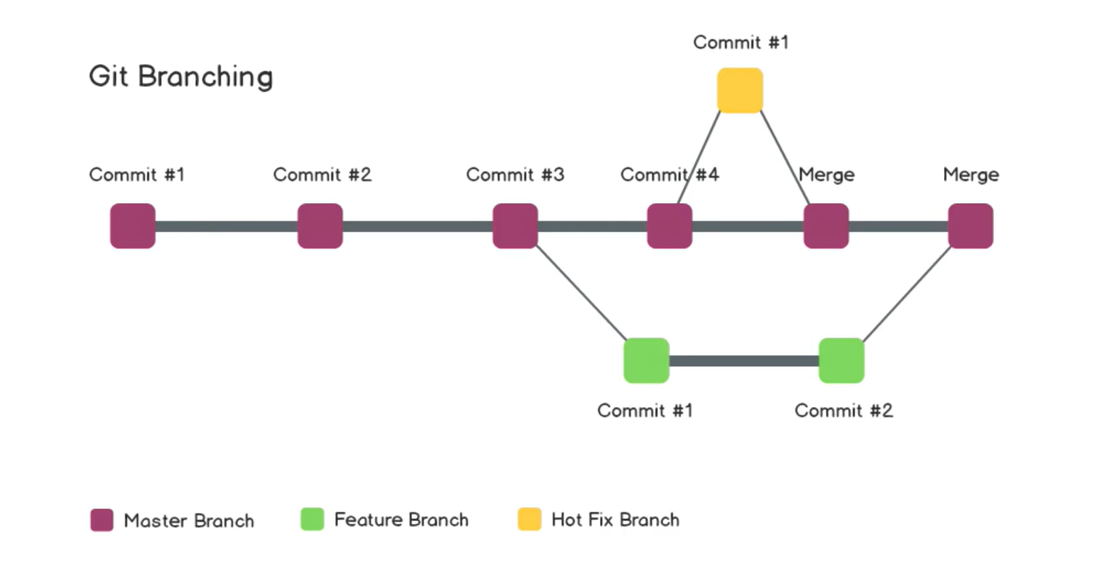 Commit #1
Git Branching
Commit #1
Commit #2
Commit #3
Commit #4
Merge
Merge
Commit #1
Commit #2
Master Branch
Feature Branch
Hot Fix Branch